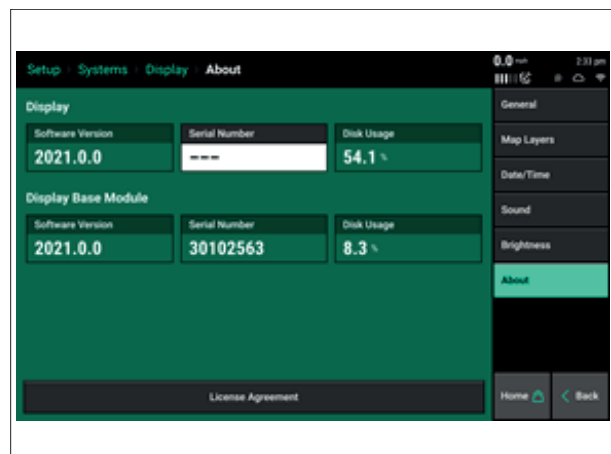 Setup Systems Display About
0.0 mph 2:33 pm
Display
Software Version Serial Number Disk Usage
2021.0.0 --- 54.1 %
Display Base Module
Software Version Serial Number Disk Usage
2021.0.0 30102563 8.3 %
License Agreement
General
Map Layers
Date/Time
Sound
Brightness
About
Home < Back